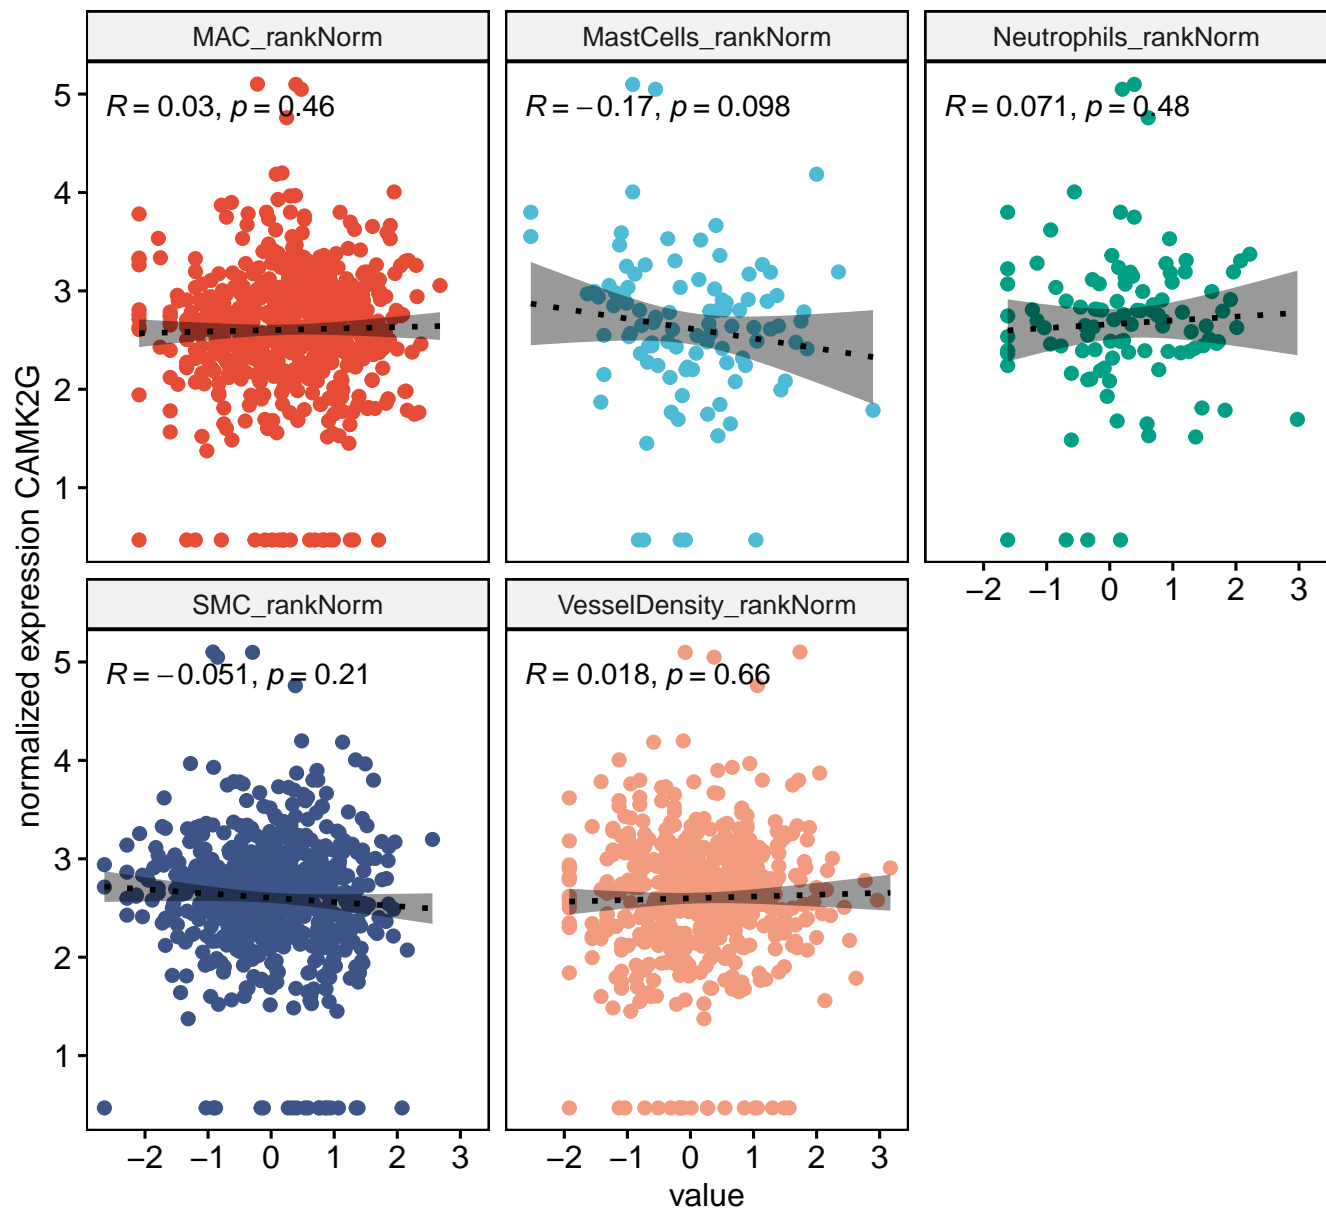 MAC_rankNorm
MastCells_rankNorm
Neutrophils_rankNorm
R = 0.03, p = 0.46
R = −0.17, p = 0.098
R = 0.071, p = 0.48
5
4
3
2
1
−2 −1 0 1 2 3
normalized expression CAMK2G
SMC_rankNorm
VesselDensity_rankNorm
R = −0.051, p = 0.21
R = 0.018, p = 0.66
5
4
3
2
1
−2 −1 0 1 2 3
−2 −1 0 1 2 3
value